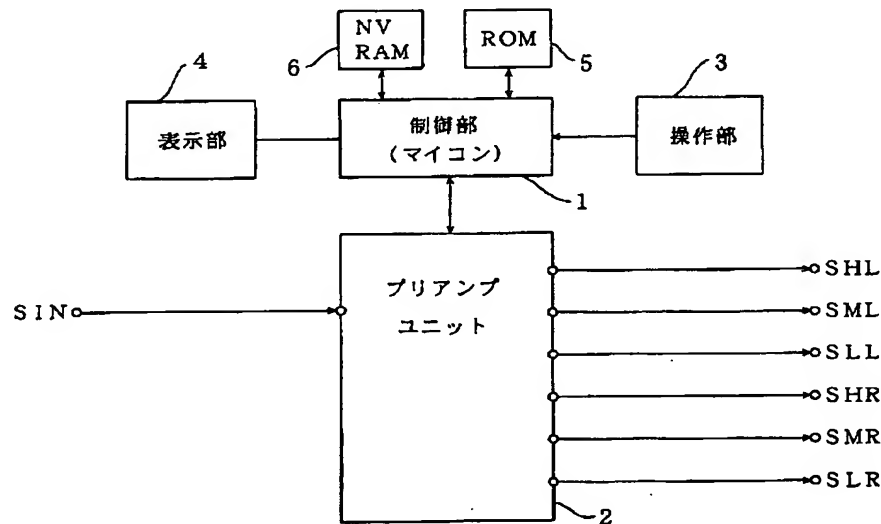 NV
RAM
6
ROM
5
4
表示部
制御部
(マイコン)
1
3
操作部
プリアンプ
ユニット
2
SIN
SHL
SML
SLL
SHR
SMR
SLR